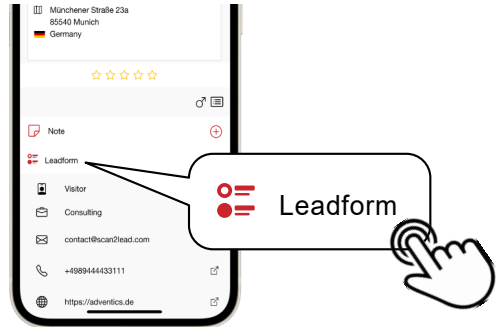 Münchener Straße 23a
85540 Munich
Germany
Note
Leadform
Visitor
Consulting
contact@scan2lead.com
+4989444433111
https://adventics.de
Leadform